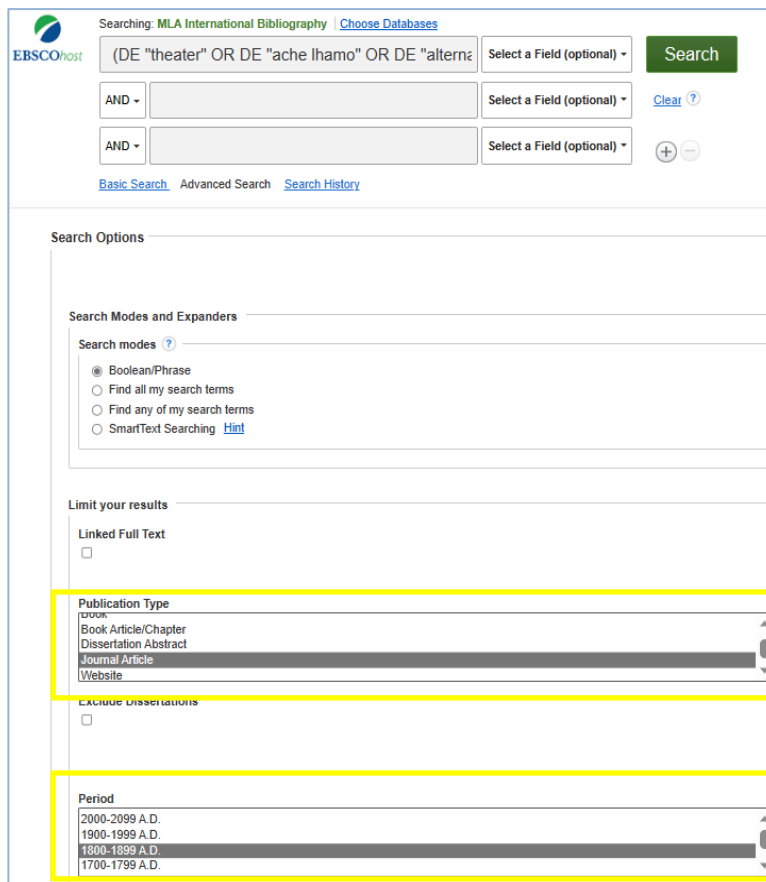 Searching: MLA International Bibliography | Choose Databases
EBSCOhost
(DE "theater" OR DE "ache lhamo" OR DE "alterna
Select a Field (optional)
Search
AND
Select a Field (optional)
Clear ?
AND
Select a Field (optional)
Basic Search Advanced Search Search History
Search Options
Search Modes and Expanders
Search modes ?
Boolean/Phrase
Find all my search terms
Find any of my search terms
SmartText Searching Hint
Limit your results
Linked Full Text
Publication Type
Book
Book Article/Chapter
Dissertation Abstract
Journal Article
Website
Exclude Dissertations
Period
2000-2099 A.D.
1900-1999 A.D.
1800-1899 A.D.
1700-1799 A.D.